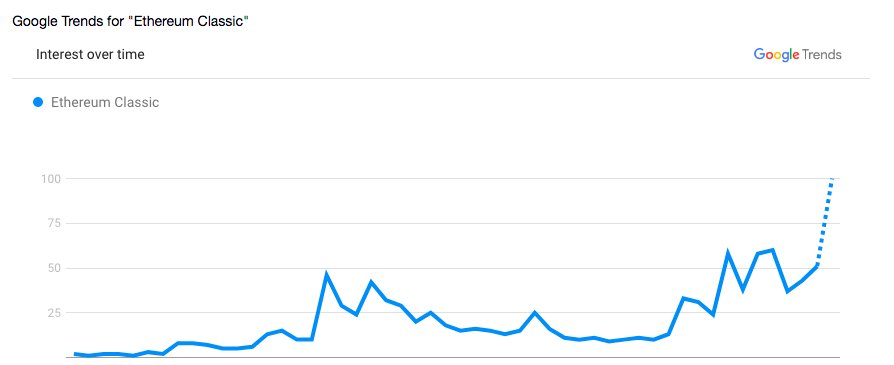 Google Trends for "Ethereum Classic"
Interest over time
Google Trends
Ethereum Classic
100
75
50
25